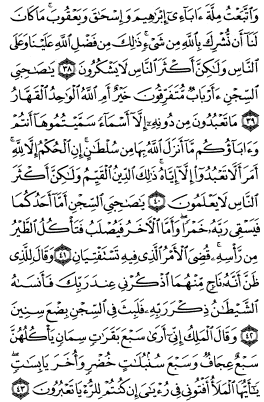 وَٱتَّبَعْتُ مِلَّةَ ءَابَآءِىٓ إِبْرَٰهِيمَ وَإِسْحَٰقَ وَيَعْقُوبَ ۚ مَا كَانَ
لَنَآ أَن نُّشْرِكَ بِٱللَّهِ مِن شَىْءٍ ۚ ذَٰلِكَ مِن فَضْلِ ٱللَّهِ عَلَيْنَا وَعَلَى
ٱلنَّاسِ وَلَٰكِنَّ أَكْثَرَ ٱلنَّاسِ لَا يَشْكُرُونَ ٣٨ يَٰصَىٰحِبَىِ
ٱلسِّجْنِ ءَأَرْبَابٌ مُّتَفَرِّقُونَ خَيْرٌ أَمِ ٱللَّهُ ٱلْوَٰحِدُ ٱلْقَهَّارُ
٣٩ مَا تَعْبُدُونَ مِن دُونِهِۦٓ إِلَّآ أَسْمَآءً سَمَّيْتُمُوهَآ أَنتُمْ
وَءَابَآؤُكُم مَّآ أَنزَلَ ٱللَّهُ بِهَا مِن سُلْطَٰنٍ ۚ إِنِ ٱلْحُكْمُ إِلَّا لِلَّهِ ۚ
أَمَرَ أَلَّا تَعْبُدُوٓا۟ إِلَّآ إِيَّاهُ ۚ ذَٰلِكَ ٱلدِّينُ ٱلْقَيِّمُ وَلَٰكِنَّ أَكْثَرَ
ٱلنَّاسِ لَا يَعْلَمُونَ ٤٠ يَٰصَىٰحِبَىِ ٱلسِّجْنِ أَمَّآ أَحَدُكُمَا
فَيَسْقِى رَبَّهُۥ خَمْرًا ۖ وَأَمَّا ٱلْءَاخَرُ فَيُصْلَبُ فَتَأْكُلُ ٱلطَّيْرُ
مِن رَّأْسِهِۦ ۚ قُضِىَ ٱلْأَمْرُ ٱلَّذِى فِيهِ تَسْتَفْتِيَانِ ٤١ وَقَالَ لِلَّذِى
ظَنَّ أَنَّهُۥ نَاجٍ مِّنْهُمَا ٱذْكُرْنِى عِندَ رَبِّكَ فَأَنسَىٰهُ
ٱلشَّيْطَٰنُ ذِكْرَ رَبِّهِۦ فَلَبِثَ فِى ٱلسِّجْنِ بِضْعَ سِنِينَ
٤٢ وَقَالَ ٱلْمَلِكُ إِنِّىٓ أَرَىٰ سَبْعَ بَقَرَٰتٍ سِمَانٍ يَأْكُلُهُنَّ
سَبْعٌ عِجَافٌ وَسَبْعَ سُنۢبُلَٰتٍ خُضْرٍ وَأُخَرَ يَابِسَٰتٍ ۖ
يَٰٓأَيُّهَا ٱلْمَلَأُ أَفْتُونِى فِى رُءْيَٰىَ إِن كُنتُمْ لِلرُّءْيَا تَعْبُرُونَ ٤٣